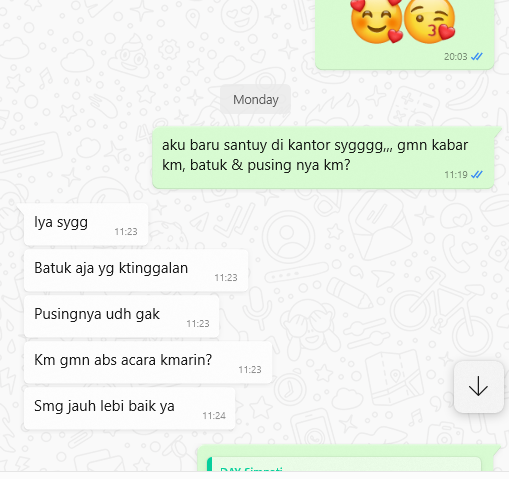 20:03
Monday
aku baru santuy di kantor sygggg,,, gmn kabar
km, batuk & pusing nya km?
11:19
Iya sygg
11:23
Batuk aja yg ktinggalan
11:23
Pusingnya udh gak
11:23
Km gmn abs acara kmarin?
11:23
Smg jauh lebi baik ya
11:24